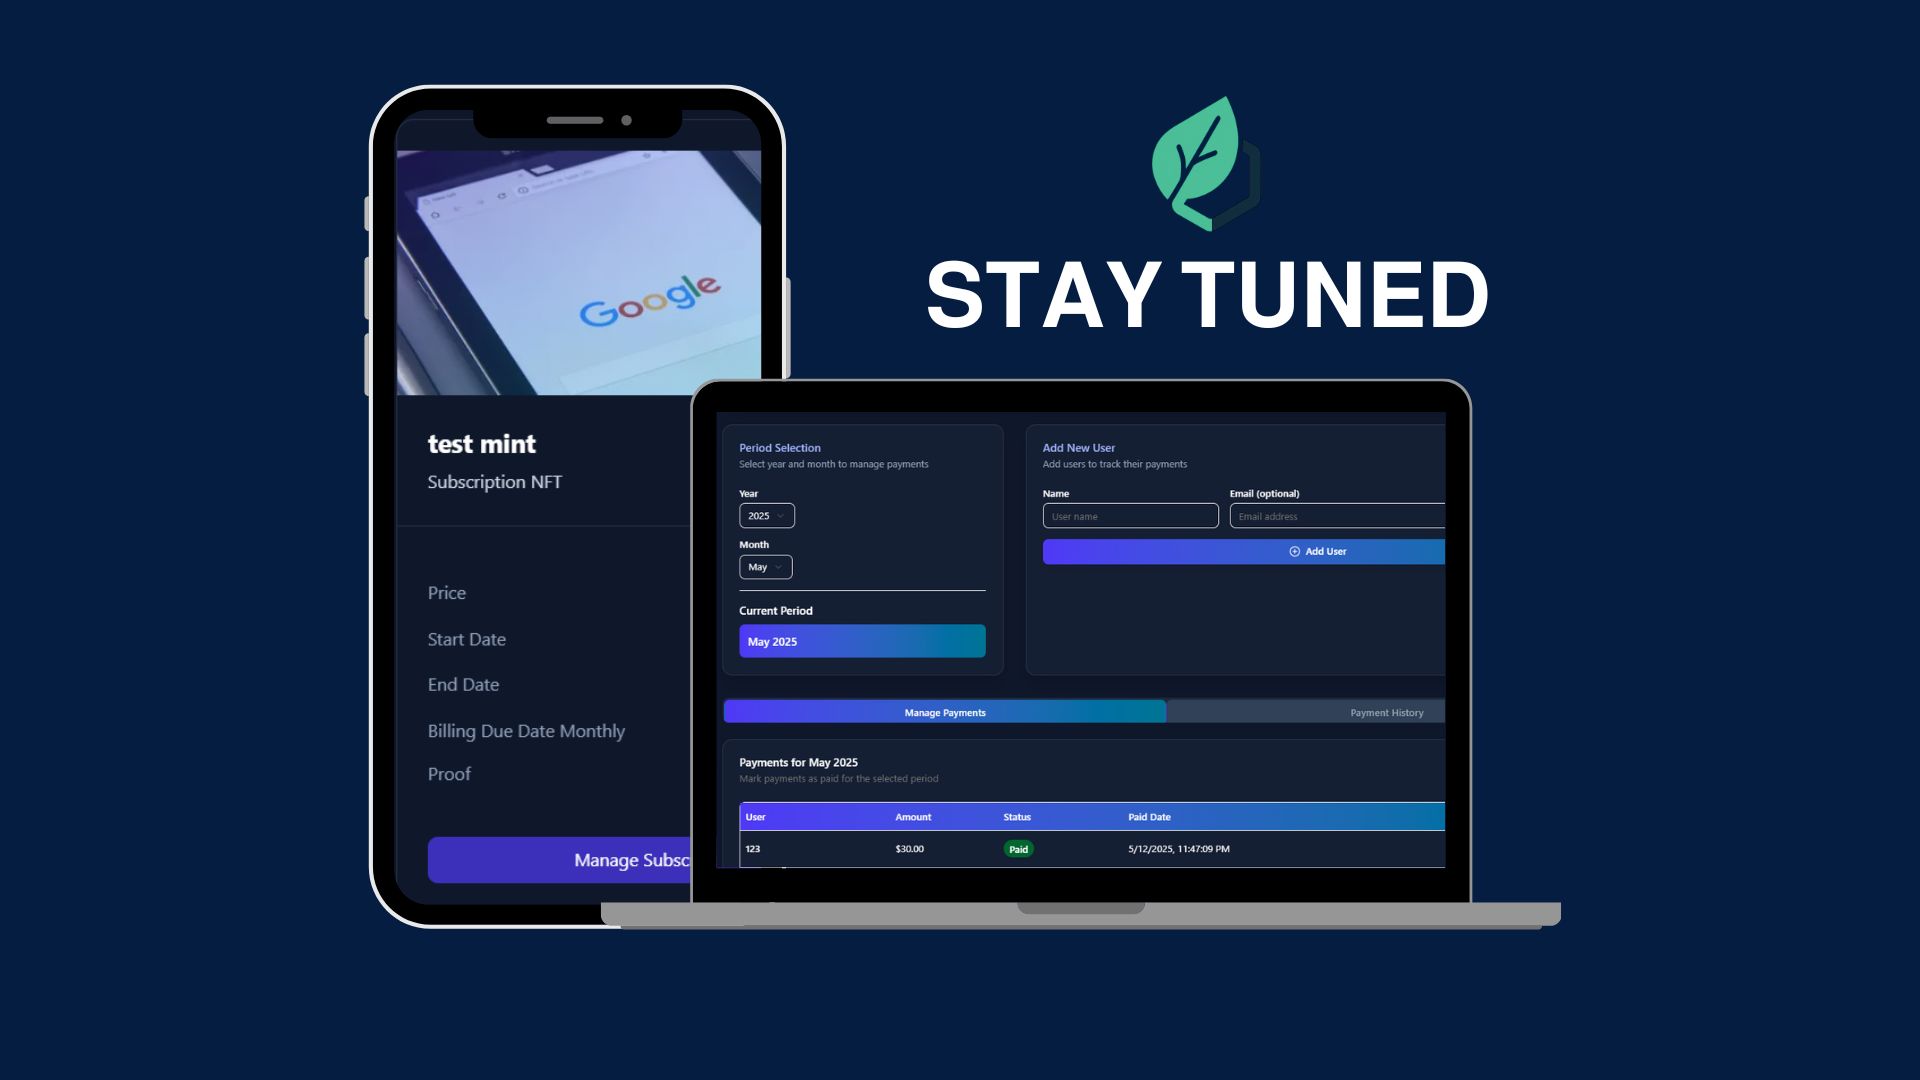 STAY TUNED
Google
test mint
Subscription NFT
Price
Start Date
End Date
Billing Due Date Monthly
Proof
Manage Subsc
Period Selection
Select year and month to manage payments
Year
2025
Month
May
Current Period
May 2025
Add New User
Add users to track their payments
Name Email (optional)
User name Email address
Add User
Manage Payments Payment History
Payments for May 2025
Mark payments as paid for the selected period
User Amount Status Paid Date
123 $30.00 Paid 5/12/2025, 11:47:09 PM